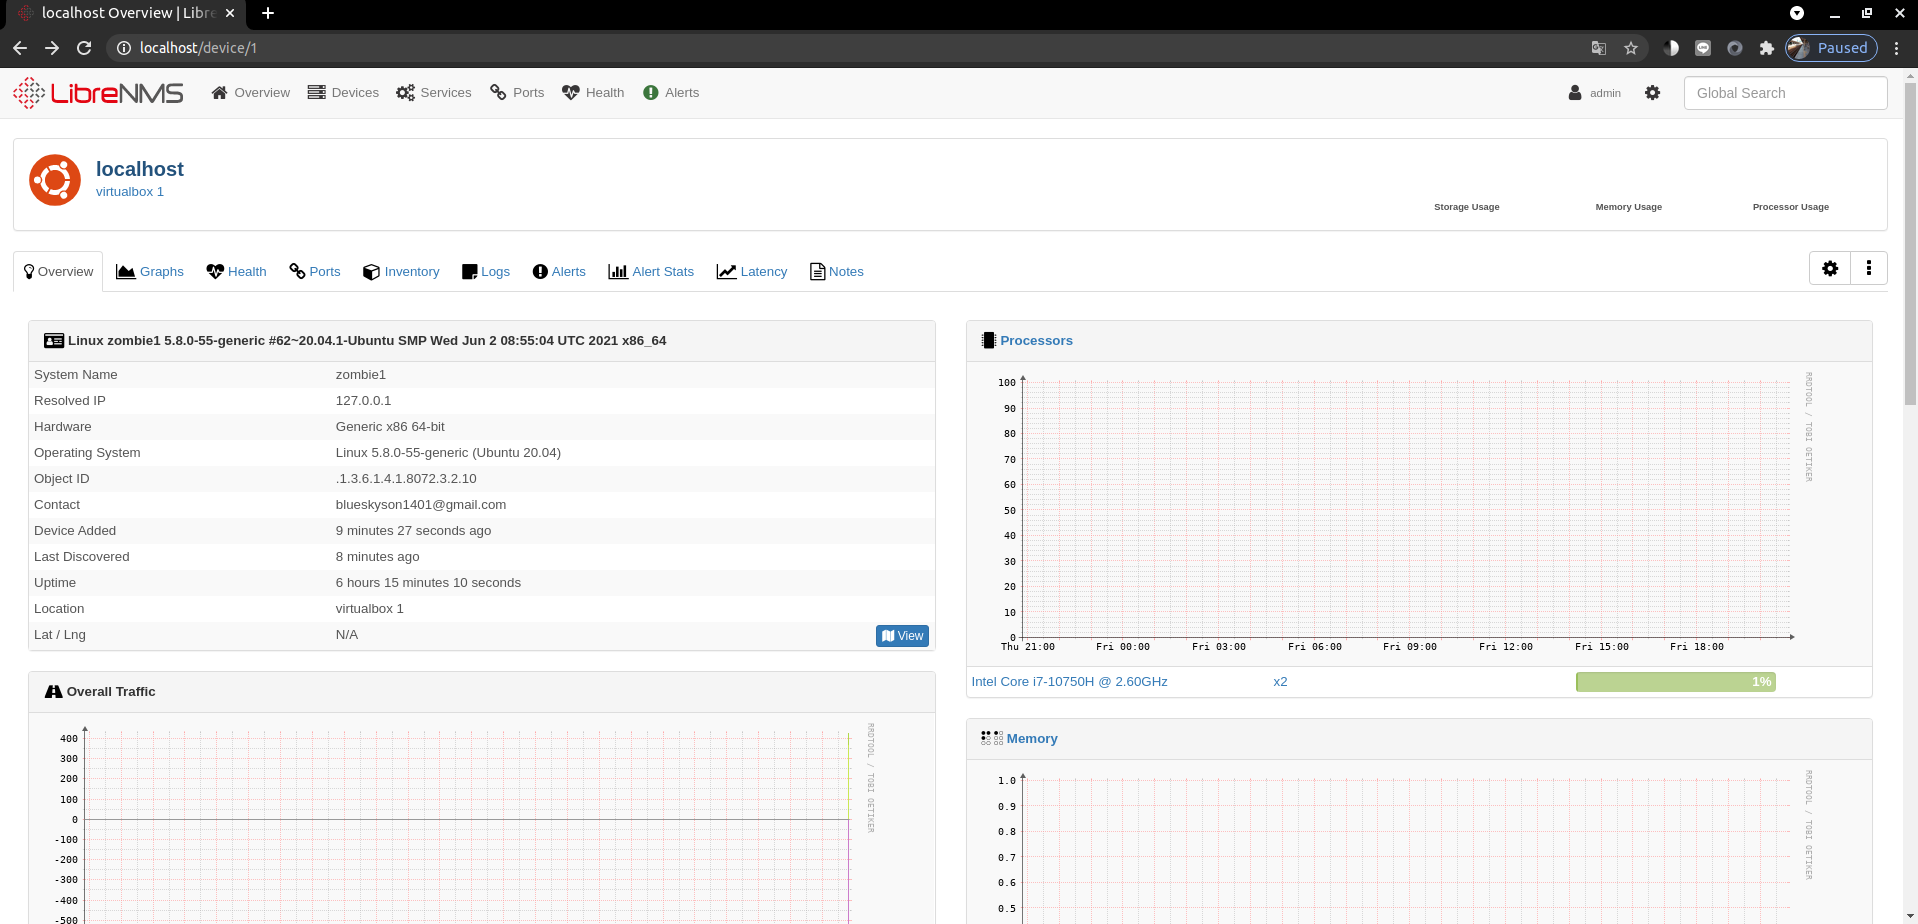 localhost Overview | Libre
localhost/device/1
Paused
LibreNMS
Overview
Devices
Services
Ports
Health
Alerts
admin
Global Search
localhost
virtualbox 1
Storage Usage
Memory Usage
Processor Usage
Overview
Graphs
Health
Ports
Inventory
Logs
Alerts
Alert Stats
Latency
Notes
Linux zombie1 5.8.0-55-generic #62~20.04.1-Ubuntu SMP Wed Jun 2 08:55:04 UTC 2021 x86_64
System Name zombie1
Resolved IP 127.0.0.1
Hardware Generic x86 64-bit
Operating System Linux 5.8.0-55-generic (Ubuntu 20.04)
Object ID .1.3.6.1.4.1.8072.3.2.10
Contact blueskyson1401@gmail.com
Device Added 9 minutes 27 seconds ago
Last Discovered 8 minutes ago
Uptime 6 hours 15 minutes 10 seconds
Location virtualbox 1
Lat / Lng N/A View
Overall Traffic
400
300
200
100
0
-100
-200
-300
-400
-500
RRDTOOL / TOBI OETIKER
Processors
100
90
80
70
60
50
40
30
20
10
0
Thu 21:00 Fri 00:00 Fri 03:00 Fri 06:00 Fri 09:00 Fri 12:00 Fri 15:00 Fri 18:00
RRDTOOL / TOBI OETIKER
Intel Core i7-10750H @ 2.60GHz x2 1%
Memory
1.0
0.9
0.8
0.7
0.6
0.5
RRDTOOL / TOBI OETIKER